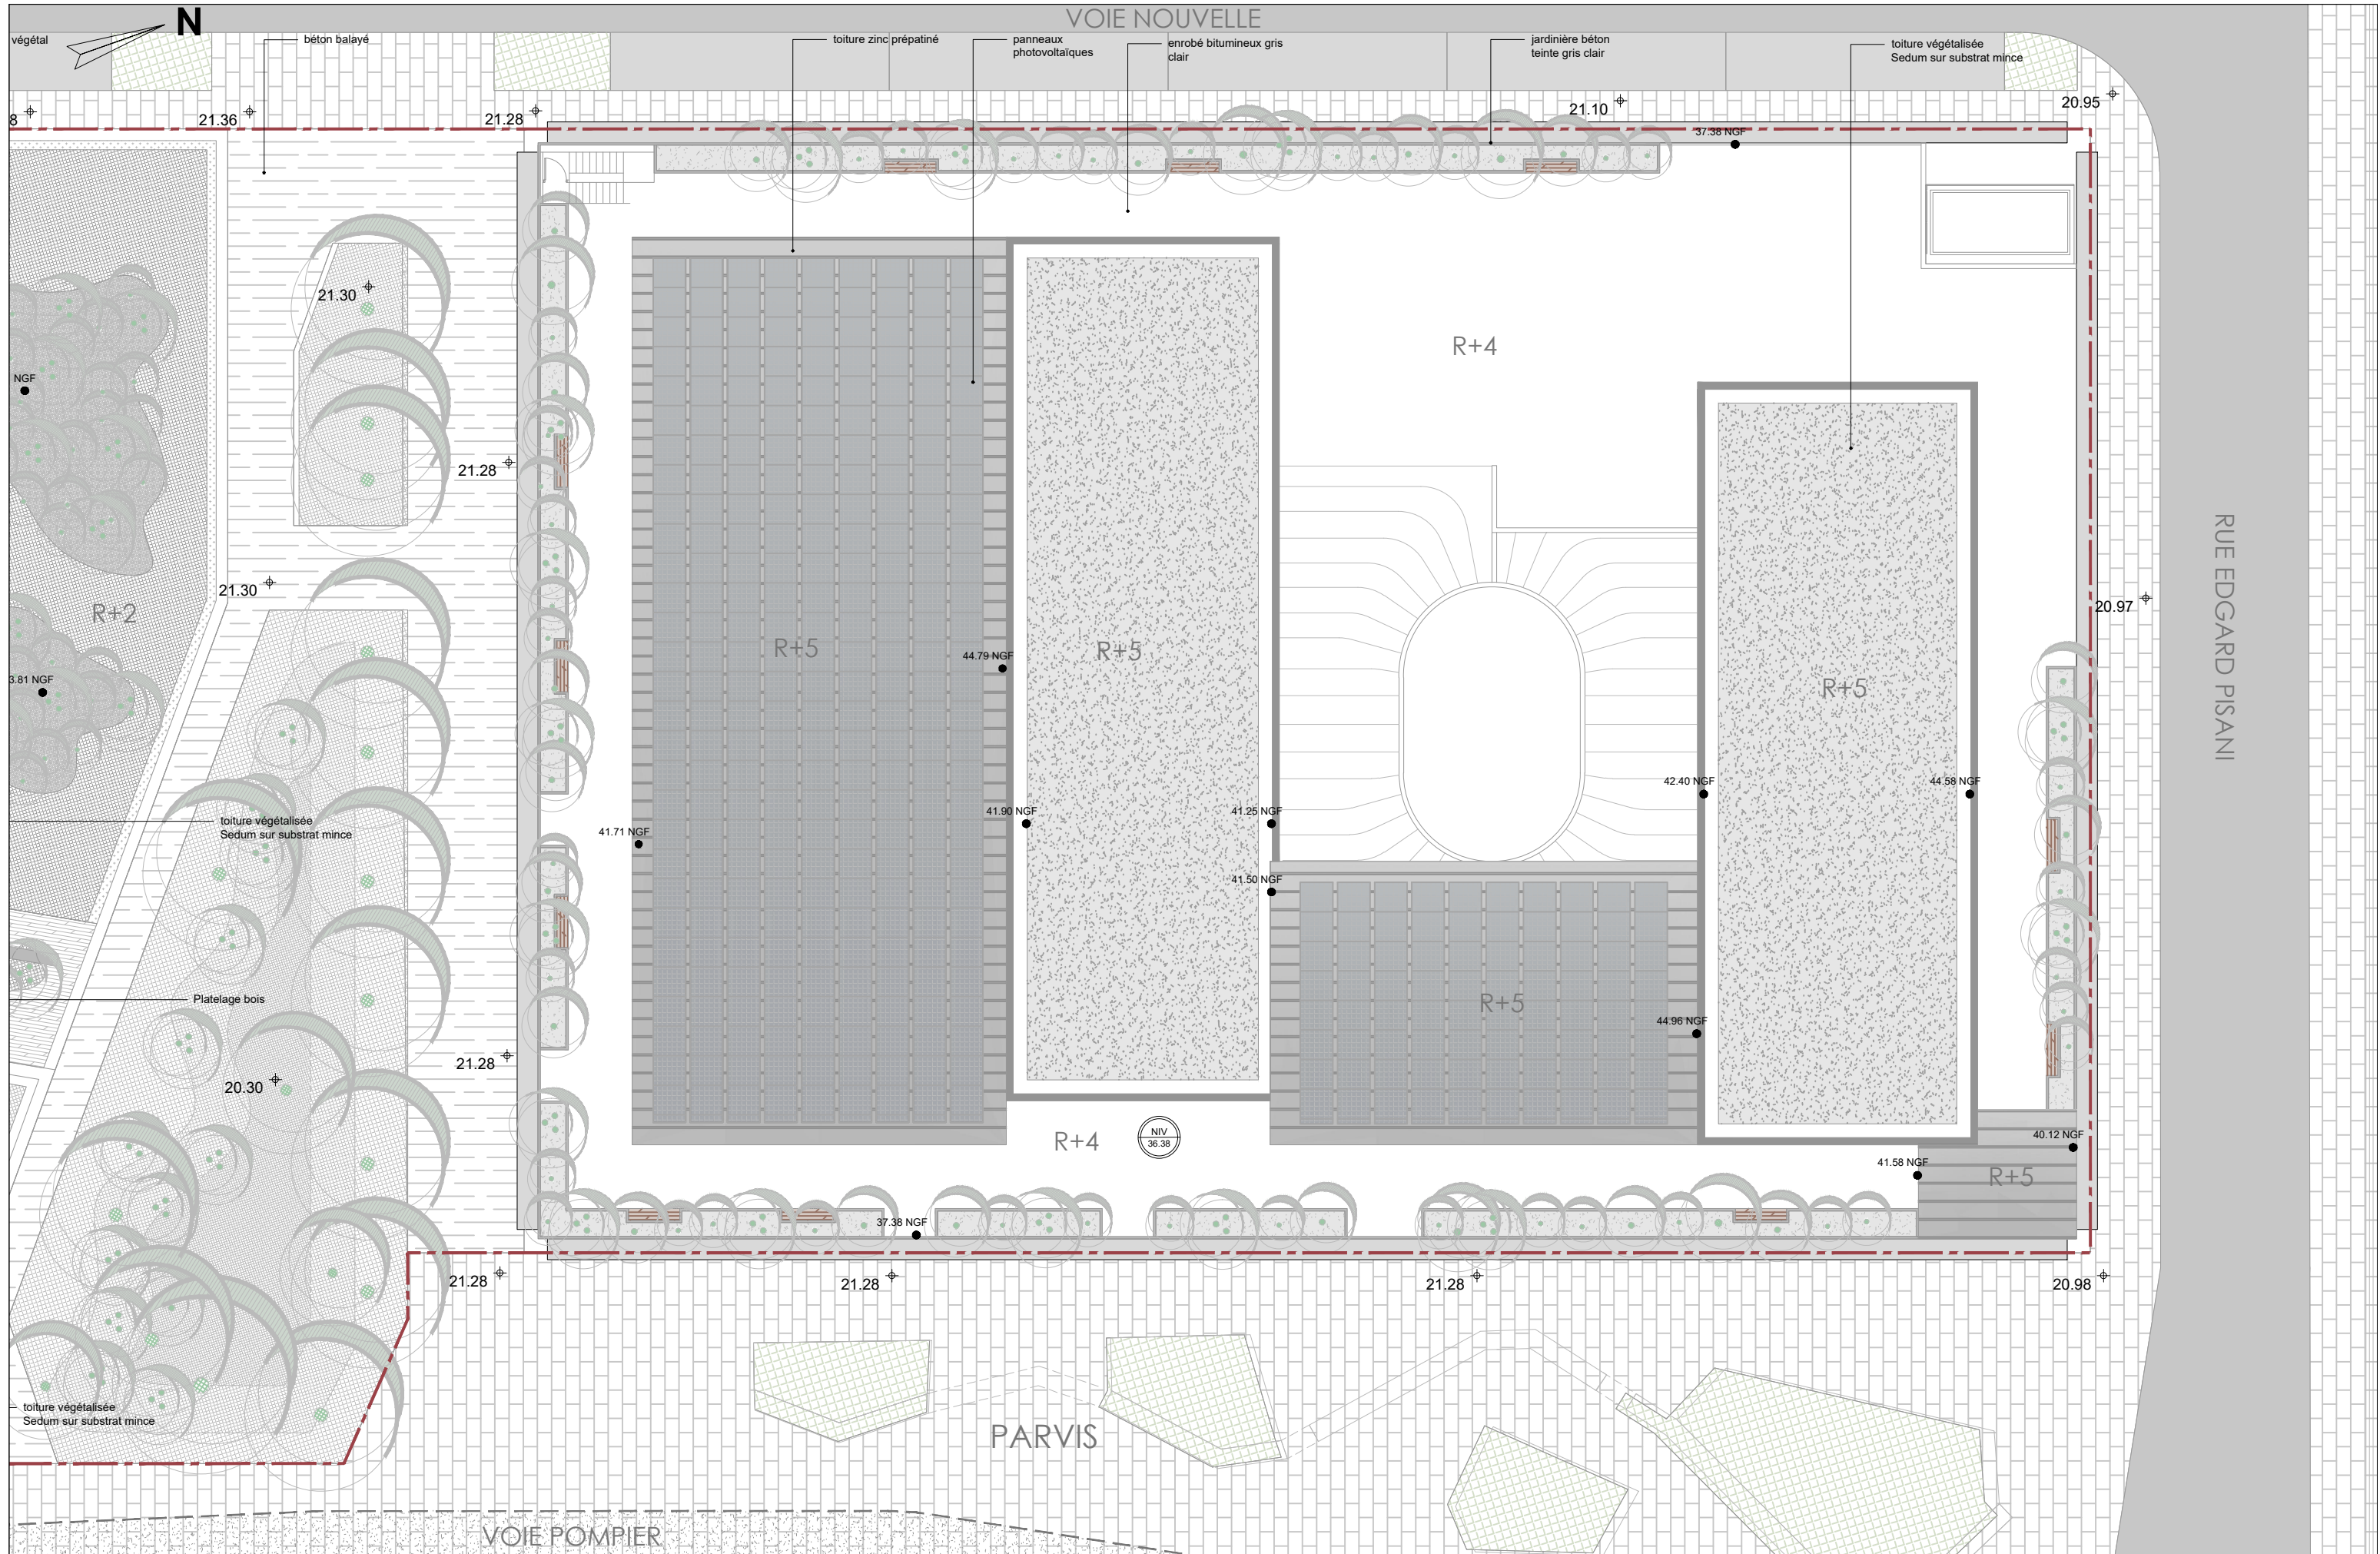 VOIE NOUVELLE
N
végétal
béton balayé
toiture zinc prépatiné
panneaux
photovoltaïques
enrobé bitumineux gris
clair
jardinière béton
teinte gris clair
toiture végétalisée
Sedum sur substrat mince
8
21.36
21.28
21.10
20.95
37.38 NGF
21.30
R+4
NGF
21.28
RUE EDGARD PISANI
21.30
20.97
R+2
R+5
44.79 NGF
R+5
R+5
3.81 NGF
42.40 NGF
44.58 NGF
41.90 NGF
41.25 NGF
toiture végétalisée
Sedum sur substrat mince
41.71 NGF
41.50 NGF
Platelage bois
R+5
44.96 NGF
21.28
20.30
R+4
NIV
36.38
40.12 NGF
41.58 NGF
R+5
37.38 NGF
21.28
21.28
21.28
20.98
toiture végétalisée
Sedum sur substrat mince
PARVIS
VOIE POMPIER